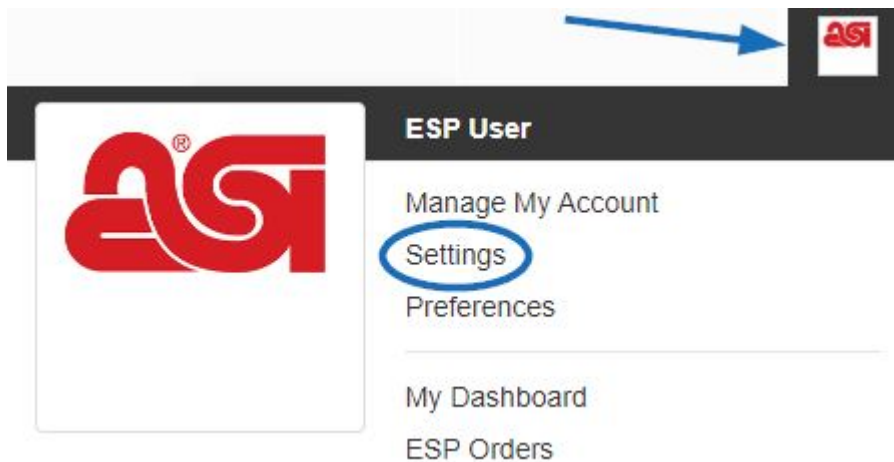 asi
ESP User
asi®
Manage My Account
Settings
Preferences
My Dashboard
ESP Orders